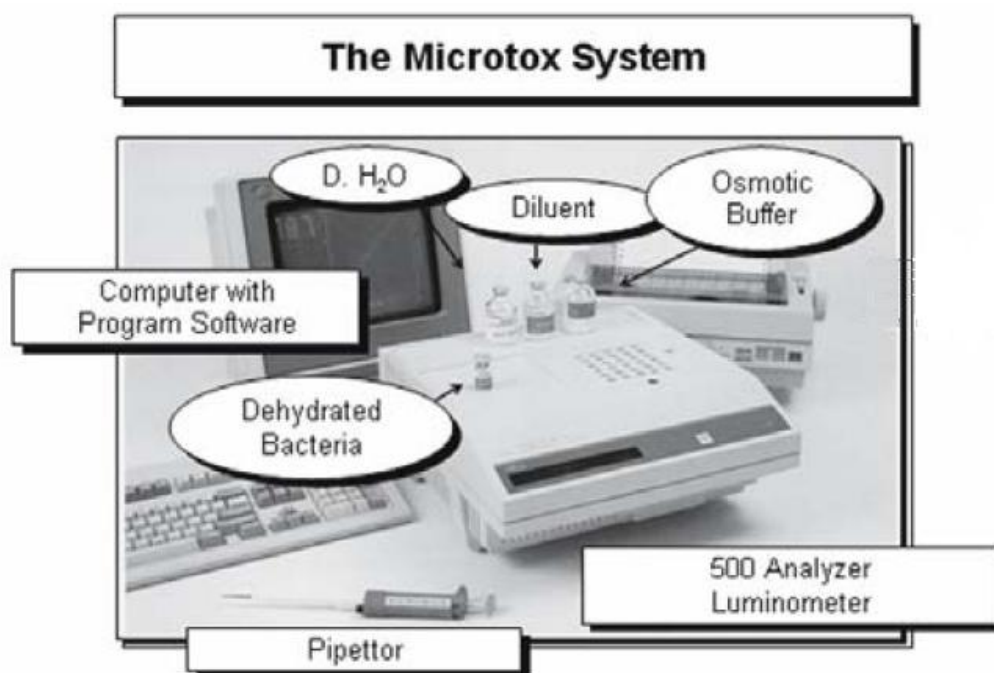 The Microtox System
D. H₂O
Diluent
Osmotic
Buffer
Computer with
Program Software
Dehydrated
Bacteria
500 Analyzer
Luminometer
Pipettor